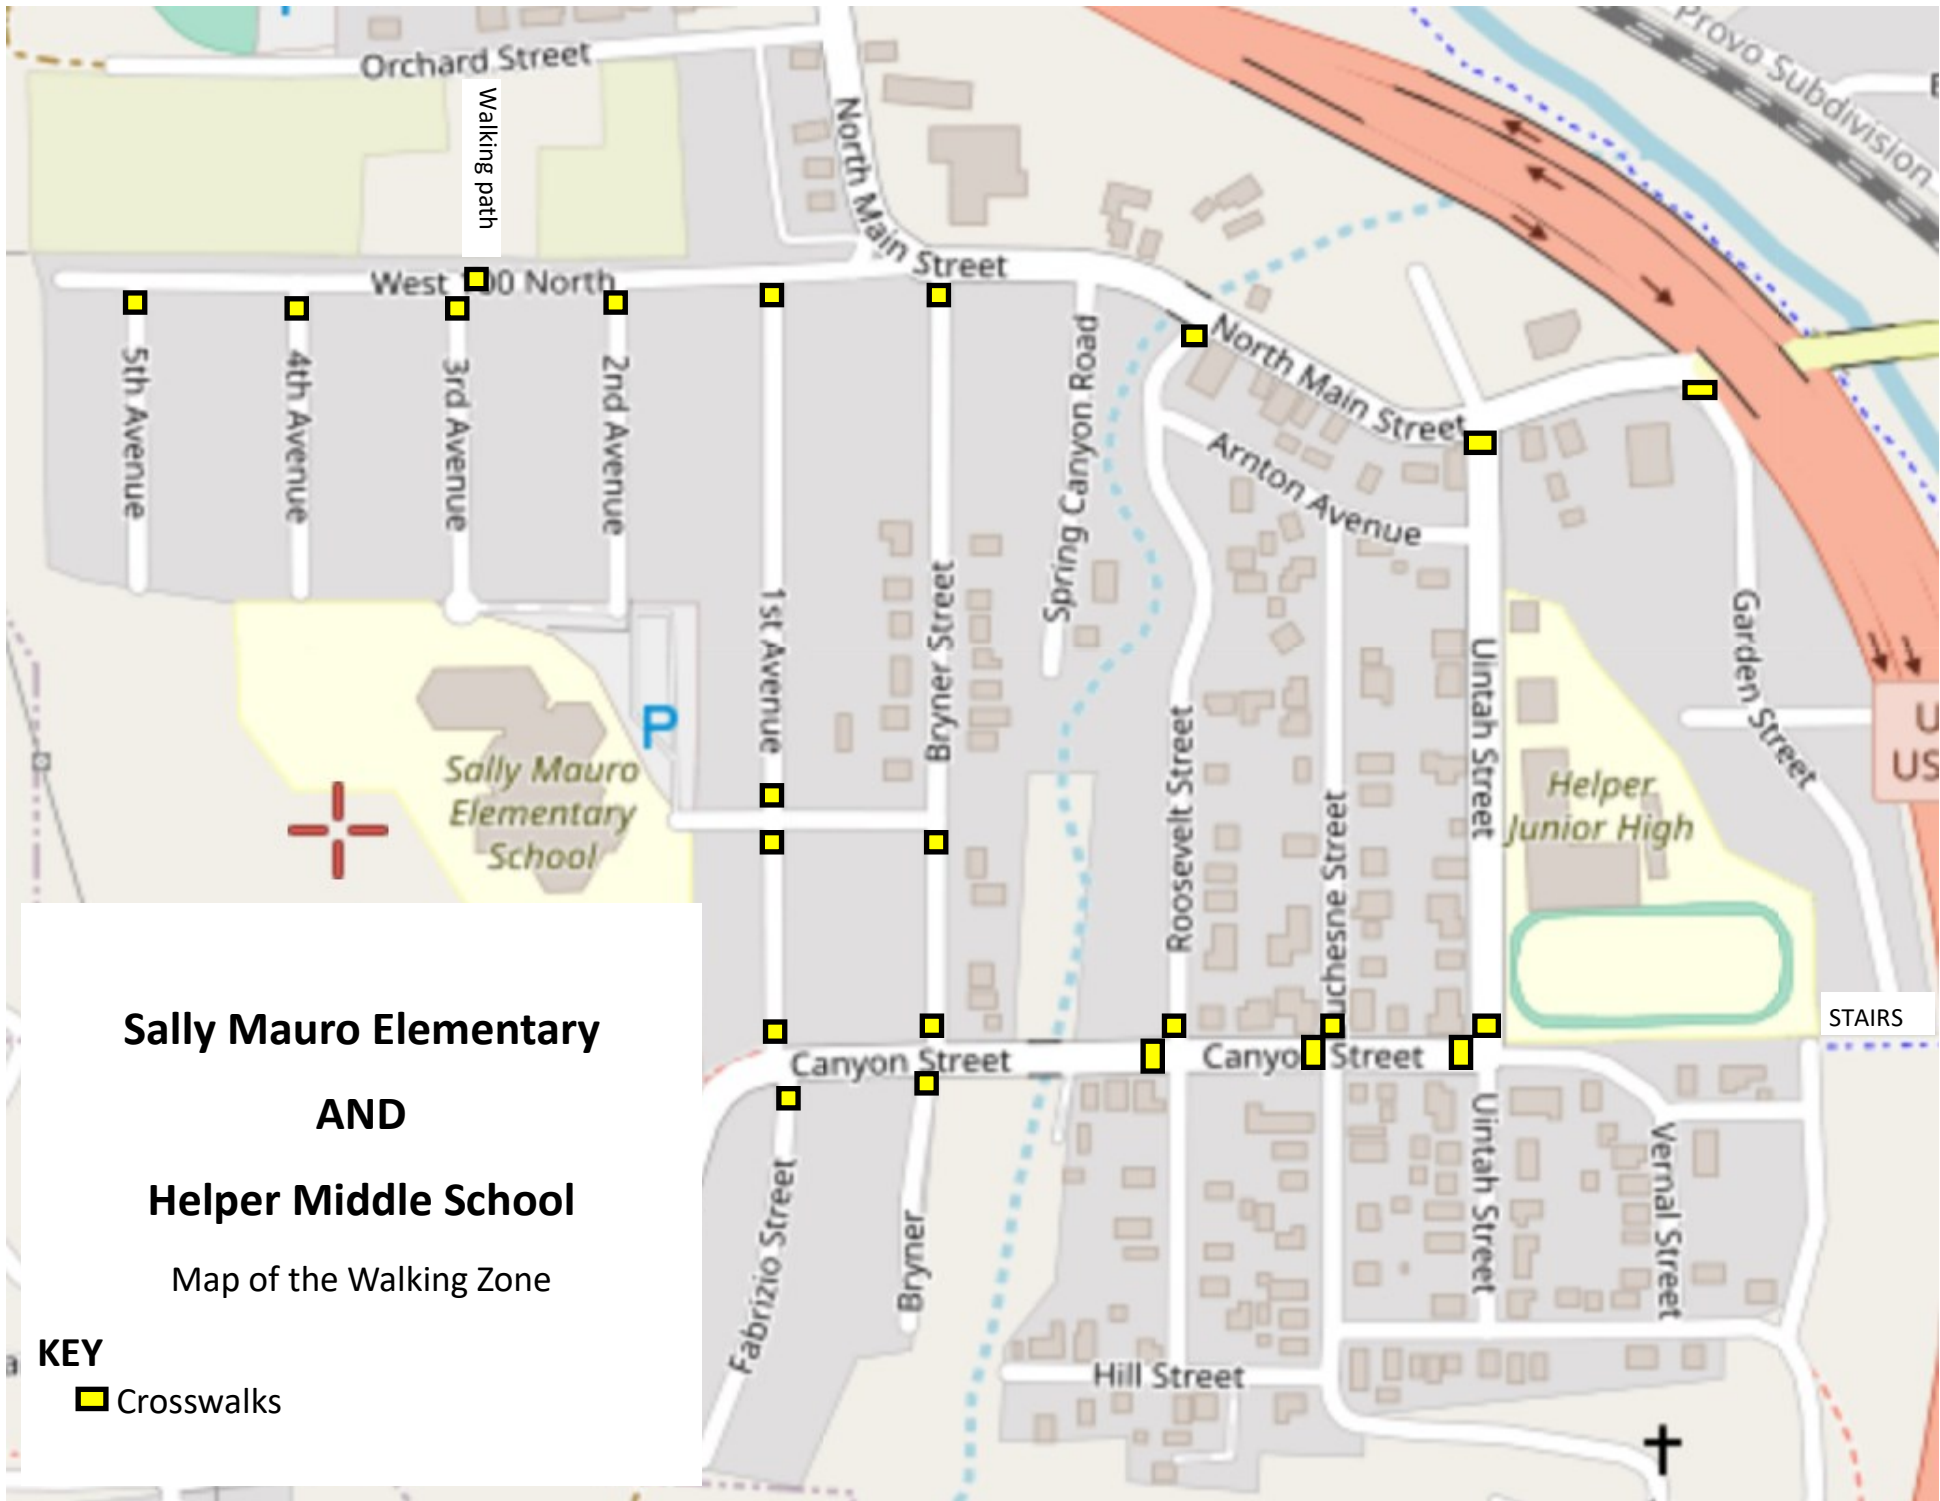 Orchard Street
Walking path
North Main Street
Provo Subdivision
West 100 North
5th Avenue
4th Avenue
3rd Avenue
2nd Avenue
1st Avenue
Bryner Street
Spring Canyon Road
North Main Street
Arnton Avenue
Roosevelt Street
uchesne Street
Uintah Street
Garden Street
P
Sally Mauro
Elementary
School
Helper
Junior High
U
US
STAIRS
Canyon Street
Canyo Street
Fabrizio Street
Bryner
Uintah Street
Vernal Street
Hill Street
Sally Mauro Elementary
AND
Helper Middle School
Map of the Walking Zone
KEY
Crosswalks